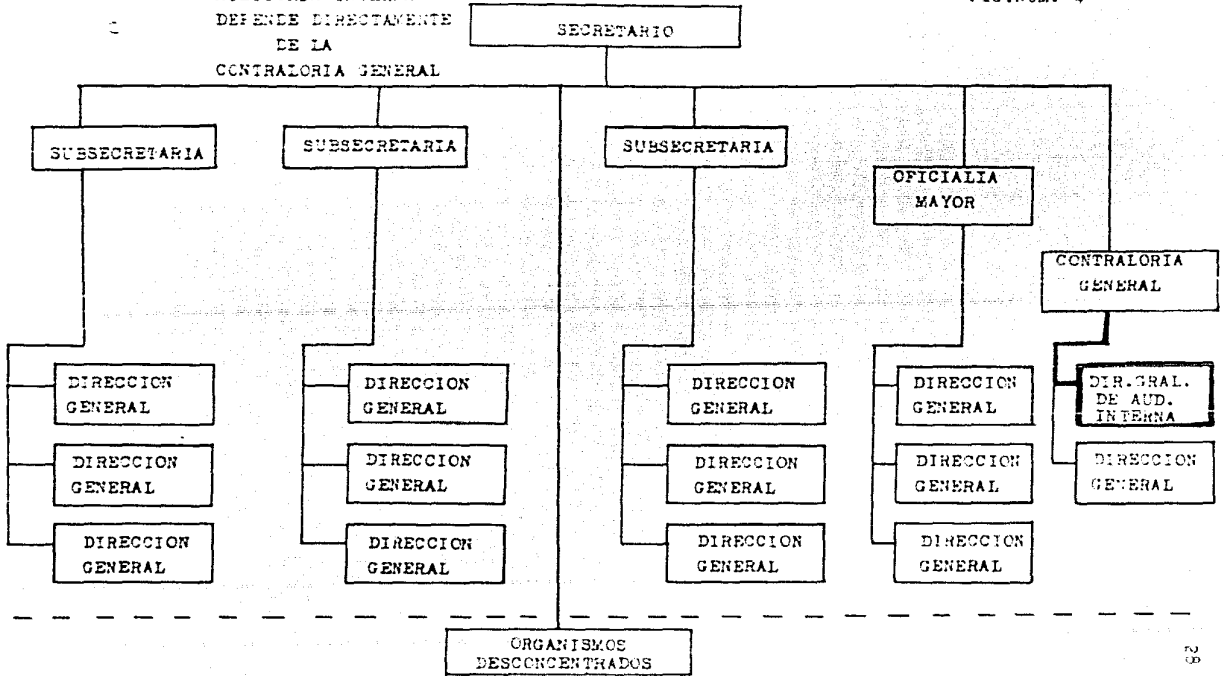 DEPENDE DIRECTAMENTE
DE LA
CONTRALORIA GENERAL
SECRETARIO
SUBSECRETARIA
SUBSECRETARIA
SUBSECRETARIA
OFICIALIA
MAYOR
CONTRALORIA
GENERAL
DIRECCION
GENERAL
DIRECCION
GENERAL
DIRECCION
GENERAL
DIRECCION
GENERAL
DIR.GRAL.
DE AUD.
INTERNA
DIRECCION
GENERAL
DIRECCION
GENERAL
DIRECCION
GENERAL
DIRECCION
GENERAL
DIRECCION
GENERAL
DIRECCION
GENERAL
DIRECCION
GENERAL
DIRECCION
GENERAL
DIRECCION
GENERAL
ORGANISMOS
DESCONCENTRADOS
28